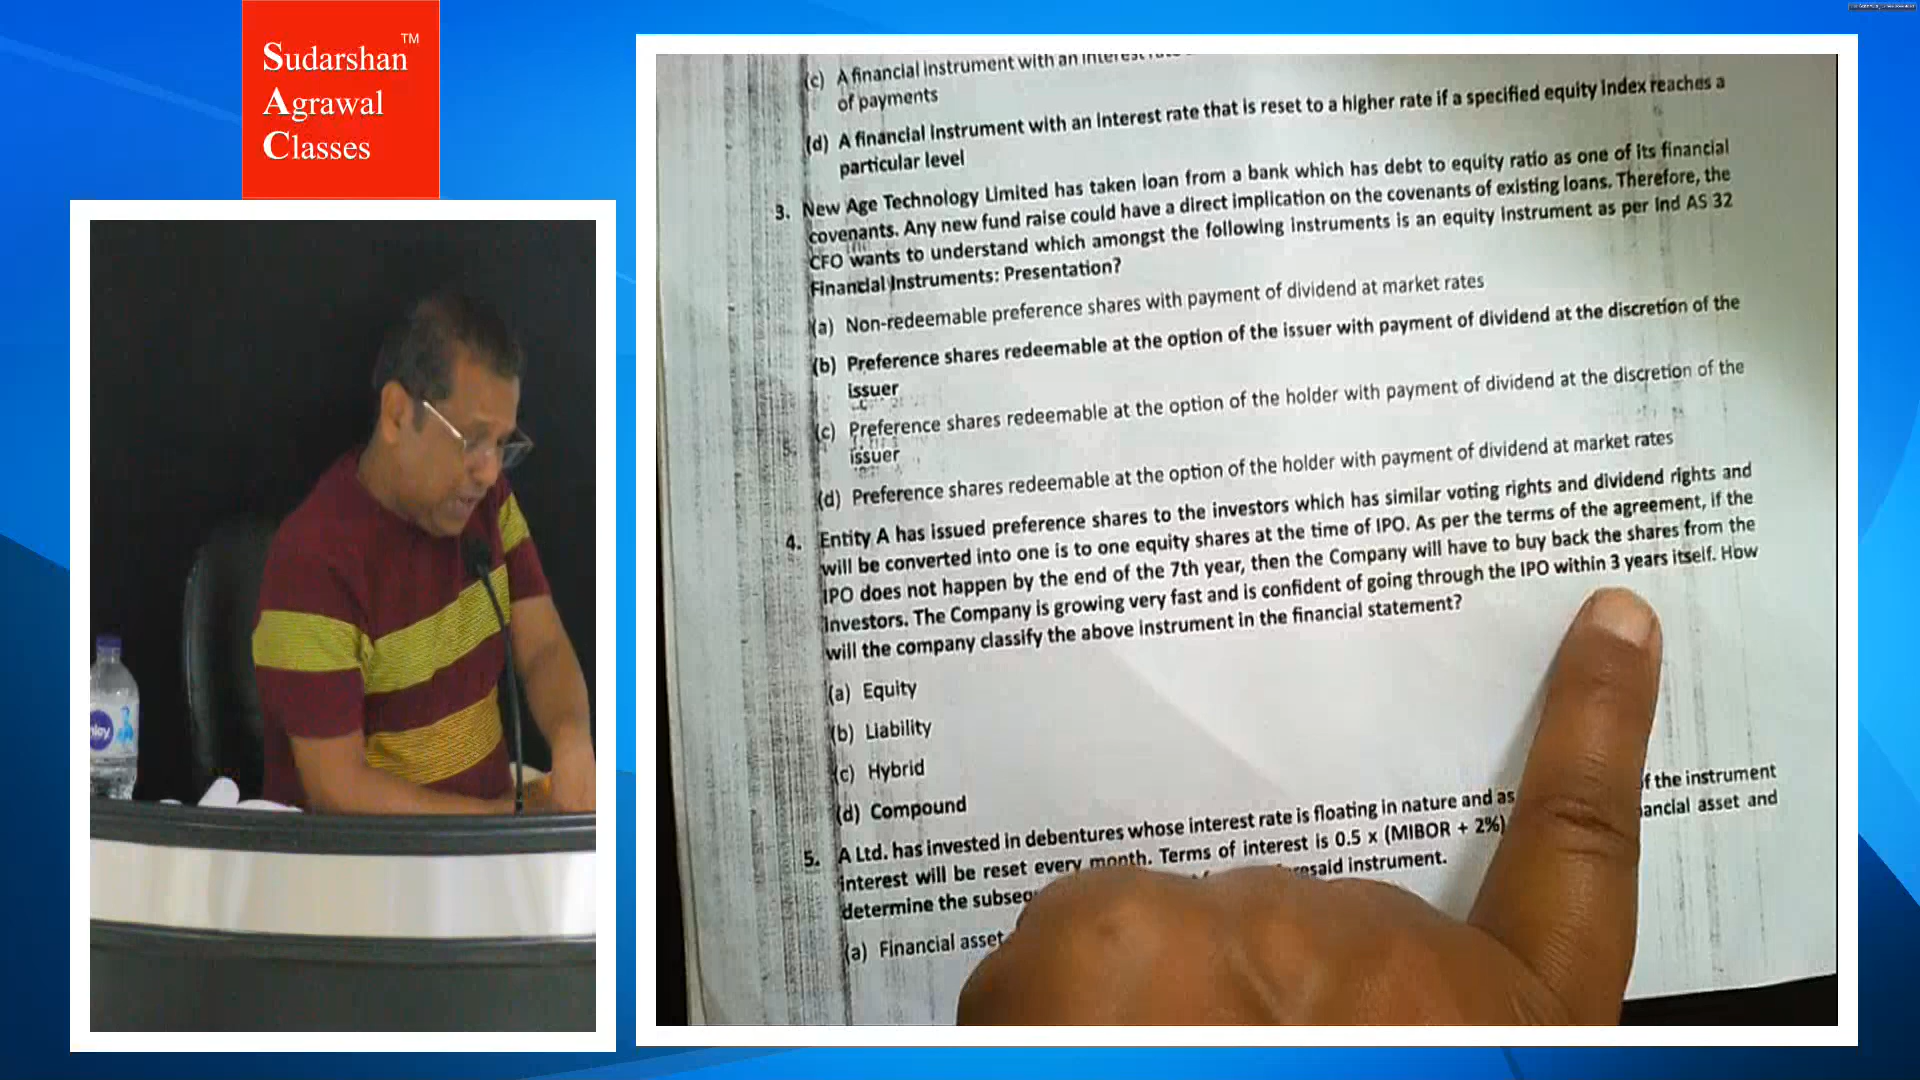 Sudarshan™
Agrawal
Classes
(c) A financial instrument with an interest
of payments
(d) A financial instrument with an interest rate that is reset to a higher rate if a specified equity Index reaches a
particular level
3. New Age Technology Limited has taken loan from a bank which has debt to equity ratio as one of its financial
covenants. Any new fund raise could have a direct implication on the covenants of existing loans. Therefore, the
CFO wants to understand which amongst the following instruments is an equity instrument as per Ind AS 32
Financial Instruments: Presentation?
(a) Non-redeemable preference shares with payment of dividend at market rates
(b) Preference shares redeemable at the option of the issuer with payment of dividend at the discretion of the
issuer
(c) Preference shares redeemable at the option of the holder with payment of dividend at the discretion of the
issuer
(d) Preference shares redeemable at the option of the holder with payment of dividend at market rates
4. Entity A has issued preference shares to the investors which has similar voting rights and dividend rights and
will be converted into one is to one equity shares at the time of IPO. As per the terms of the agreement, if the
IPO does not happen by the end of the 7th year, then the Company will have to buy back the shares from the
Investors. The Company is growing very fast and is confident of going through the IPO within 3 years itself. How
will the company classify the above instrument in the financial statement?
(a) Equity
(b) Liability
(c) Hybrid
(d) Compound
5. A Ltd. has invested in debentures whose interest rate is floating in nature and as of the instrument
interest will be reset every month. Terms of interest is 0.5 x (MIBOR + 2%) financial asset and
determine the subseq said instrument.
(a) Financial asset